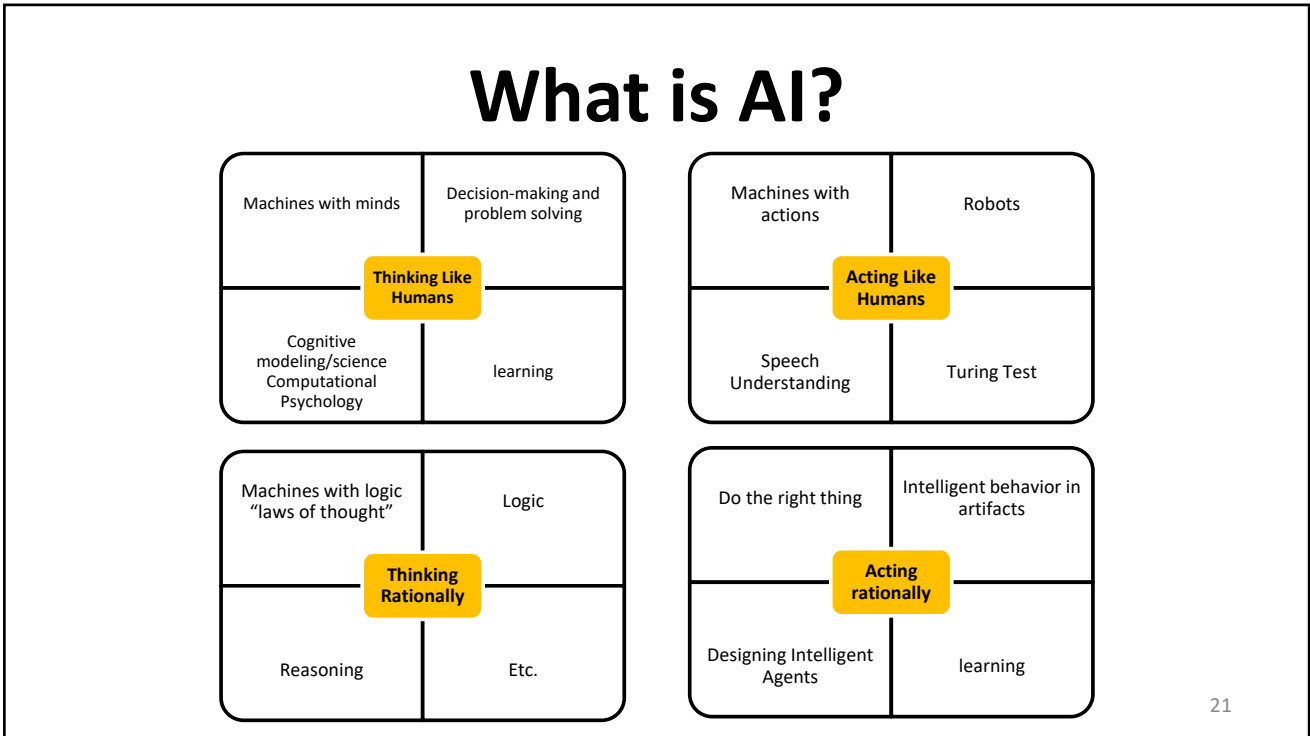 What is AI?
Machines with minds
Decision-making and
problem solving
Thinking Like
Humans
Cognitive
modeling/science
Computational
Psychology
learning
Machines with
actions
Robots
Acting Like
Humans
Speech
Understanding
Turing Test
Machines with logic
“laws of thought”
Logic
Thinking
Rationally
Reasoning
Etc.
Do the right thing
Intelligent behavior in
artifacts
Acting
rationally
Designing Intelligent
Agents
learning
21